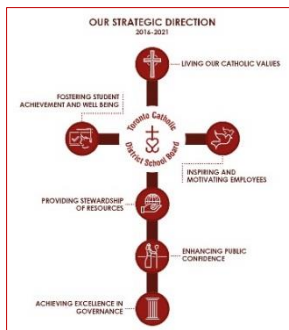 OUR STRATEGIC DIRECTION
2016-2021
LIVING OUR CATHOLIC VALUES
FOSTERING STUDENT
ACHIEVEMENT AND WELL BEING
Toronto Catholic
District School Board
INSPIRING AND
MOTIVATING EMPLOYEES
PROVIDING STEWARDSHIP
OF RESOURCES
ENHANCING PUBLIC
CONFIDENCE
ACHIEVING EXCELLENCE IN
GOVERNANCE